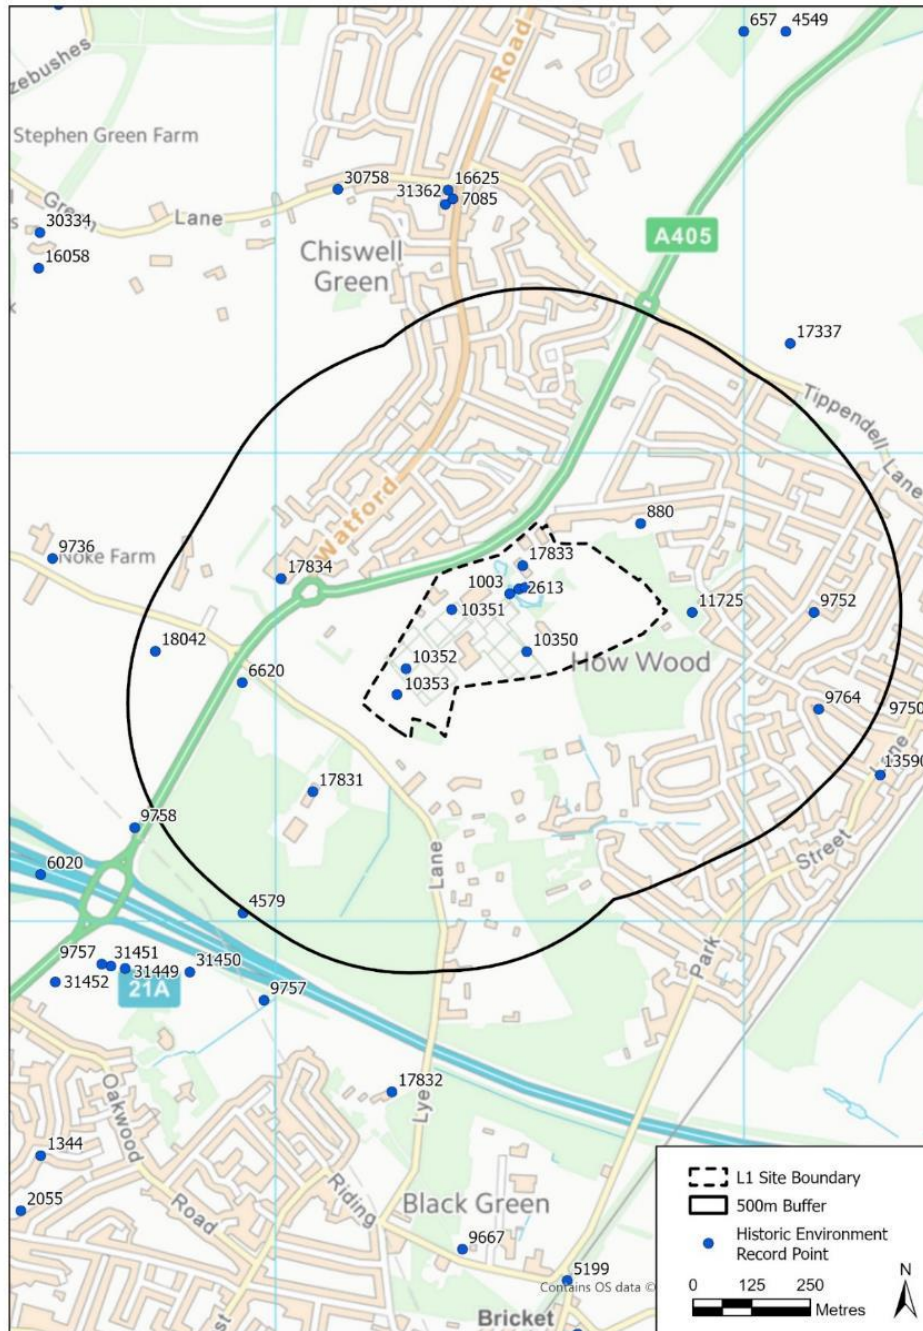 657
4549
zebushes
Road
Stephen Green Farm
30758
16625
31362
7085
Green
Lane
30334
A405
16058
Chiswell
Green
17337
Tippendell Lane
Watford
880
9736
Noke Farm
17834
17833
1003
2613
10351
11725
9752
18042
10350
How Wood
10352
6620
10353
9764
9750
Lane
13590
17831
9758
Street
6020
Lane
4579
Park
9757
31451
31450
31449
31452
21A
9757
17832
Lye
Oakwood
1344
Riding
Black Green
2055
Road
9667
5199
Contains OS data ©
Bricket
st
L1 Site Boundary
500m Buffer
Historic Environment
Record Point
N
0 125 250
Metres